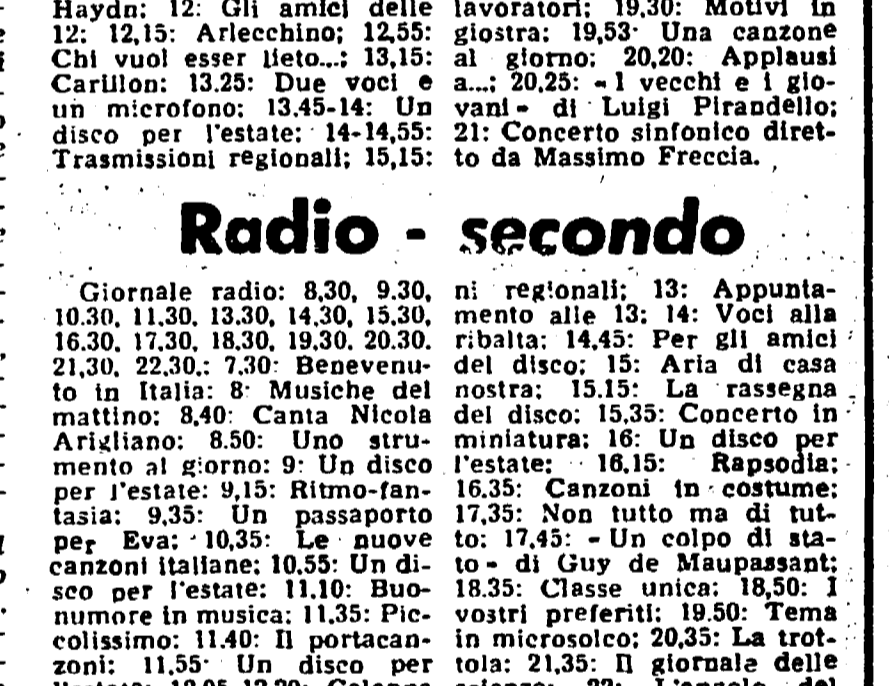 Haydn; 12: Gli amici delle
12: 12,15: Arlecchino; 12,55:
Chi vuol esser lieto...; 13,15:
Carillon: 13.25: Due voci e
un microfono; 13.45-14: Un
disco per l'estate: 14-14,55:
Trasmissioni regionali; 15,15:
lavoratori; 19,30: Motivi in
giostra; 19,53· Una canzone
al giorno; 20,20: Applausi
a...; 20,25: «I vecchi e i gio-
vani» di Luigi Pirandello;
21: Concerto sinfonico diret-
to da Massimo Freccia.
Radio - secondo
Giornale radio: 8,30, 9.30,
10.30, 11.30, 13.30, 14,30, 15,30,
16.30, 17,30, 18,30, 19,30, 20.30.
21,30, 22.30.: 7.30: Benevenu-
to in Italia: 8· Musiche del
mattino; 8,40: Canta Nicola
Arigliano; 8.50: Uno stru-
mento al giorno: 9: Un disco
per l'estate: 9,15: Ritmo-fan-
tasia; 9,35: Un passaporto
per Eva; 10,35: Le nuove
canzoni italiane; 10,55: Un di-
sco per l'estate: 11.10: Buo-
numore in musica; 11.35: Pic-
colissimo: 11.40: Il portacan-
zoni; 11,55· Un disco per
ni regionali; 13: Appunta-
mento alle 13; 14: Voci alla
ribalta; 14,45: Per gli amici
del disco; 15: Aria di casa
nostra; 15.15: La rassegna
del disco; 15,35: Concerto in
miniatura; 16: Un disco per
l'estate; 16,15: Rapsodia;
16.35: Canzoni in costume;
17,35: Non tutto ma di tut-
to: 17,45: «Un colpo di sta-
to» di Guy de Maupassant;
18.35: Classe unica; 18,50: I
vostri preferiti; 19.50: Tema
in microsolco; 20,35: La trot-
tola: 21,35: Il giornale delle